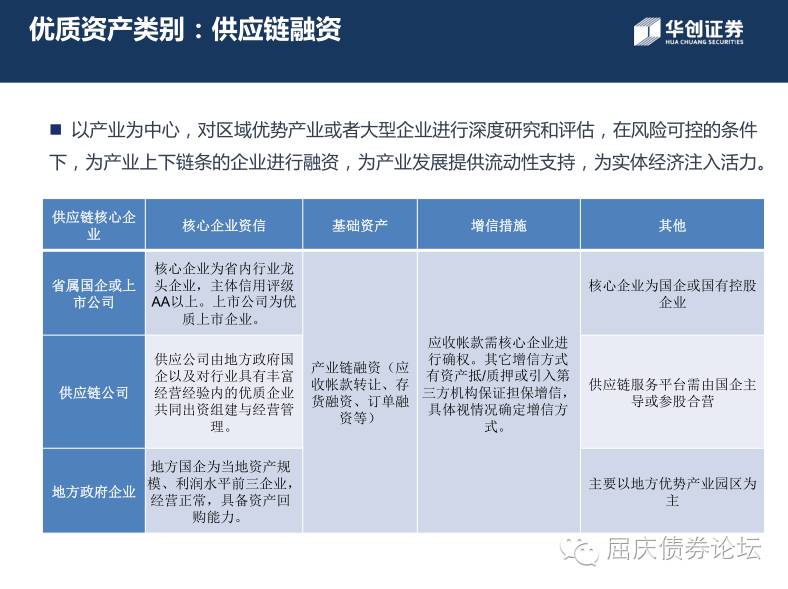 优质资产类别：供应链融资
华创证券
HUA CHUANG SECURITIES
■ 以产业为中心，对区域优势产业或者大型企业进行深度研究和评估，在风险可控的条件
下，为产业上下链条的企业进行融资，为产业发展提供流动性支持，为实体经济注入活力。
供应链核心企
业
核心企业资信
基础资产
增信措施
其他
省属国企或上
市公司
核心企业为省内行业龙
头企业，主体信用评级
AA以上。上市公司为优
质上市企业。
产业链融资（应
收帐款转让、存
货融资、订单融
资等）
应收帐款需核心企业进
行确权。其它增信方式
有资产抵/质押或引入第
三方机构保证担保增信，
具体视情况确定增信方
式。
核心企业为国企或国有控股
企业
供应链公司
供应公司由地方政府国
企以及对行业具有丰富
经营经验内的优质企业
共同出资组建与经营管
理。
供应链服务平台需由国企主
导或参股合营
地方政府企业
地方国企为当地资产规
模、利润水平前三企业，
经营正常，具备资产回
购能力。
主要以地方优势产业园区为
主
屈庆债券论坛